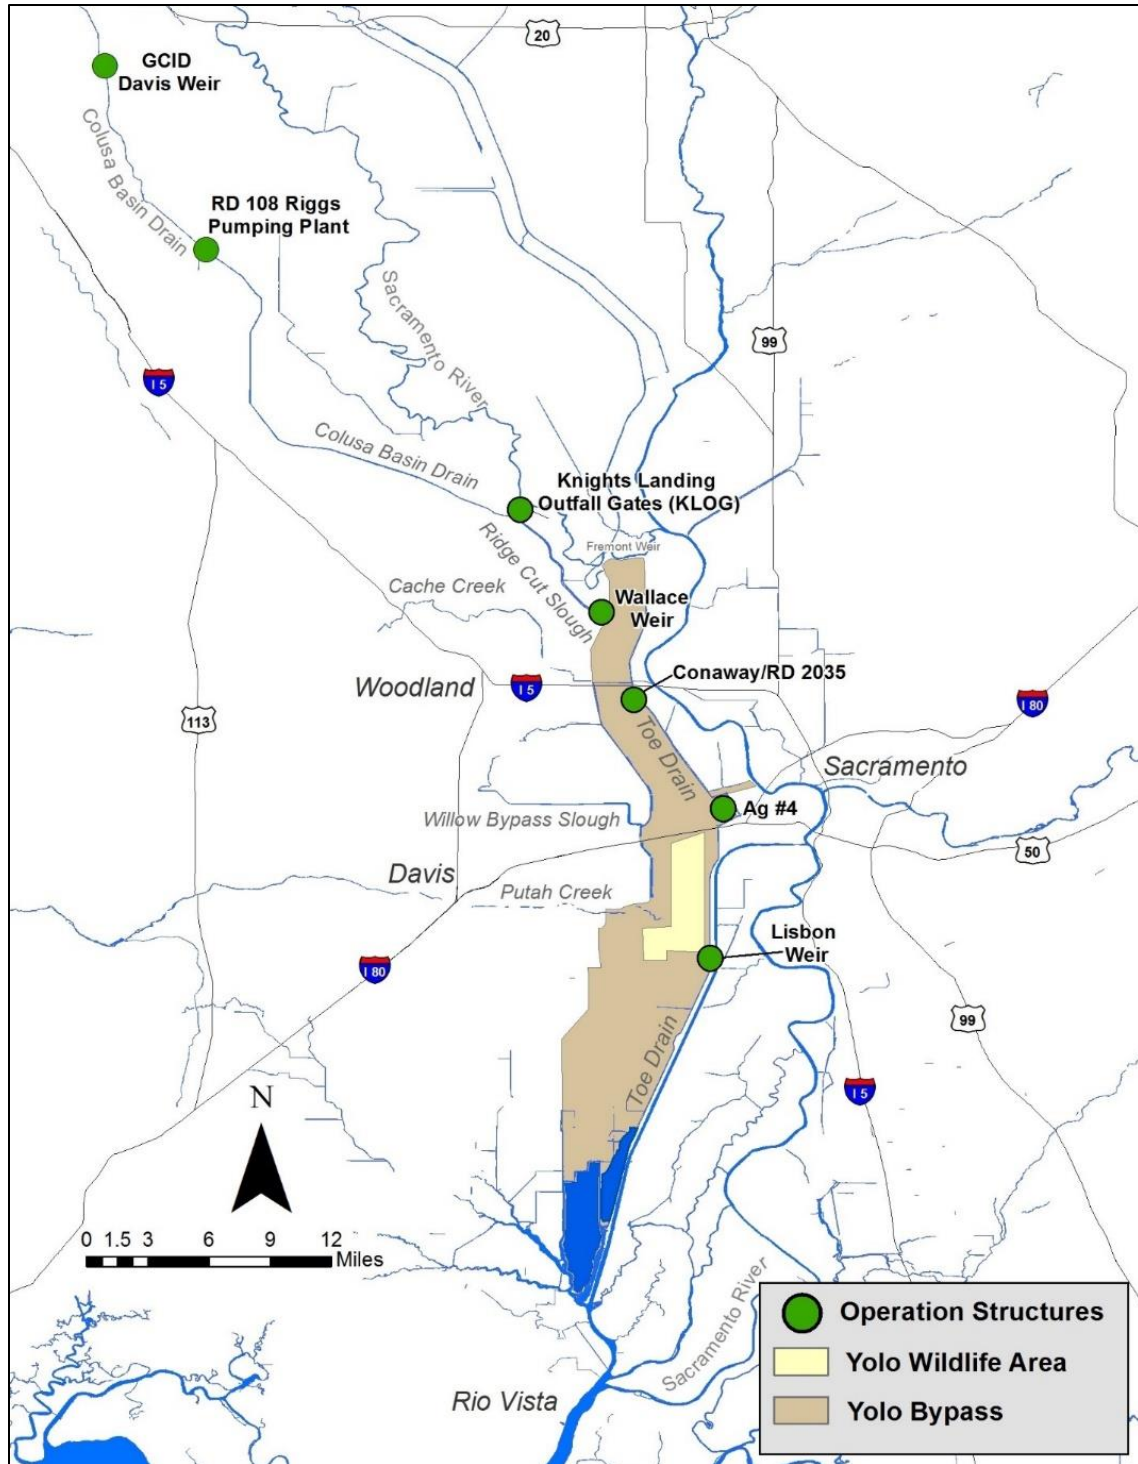 20
GCID
Davis Weir
Colusa Basin Drain
RD 108 Riggs
Pumping Plant
Sacramento River
99
I 5
Colusa Basin Drain
Knights Landing
Outfall Gates (KLOG)
Ridge Cut Slough
Fremont Weir
Cache Creek
Wallace
Weir
Conaway/RD 2035
Woodland
I 5
I 80
113
Toe Drain
Sacramento
Ag #4
Willow Bypass Slough
50
Davis
Putah Creek
Lisbon
Weir
I 80
99
Toe Drain
I 5
N
0 1.5 3 6 9 12
Miles
Sacramento River
Rio Vista
Operation Structures
Yolo Wildlife Area
Yolo Bypass